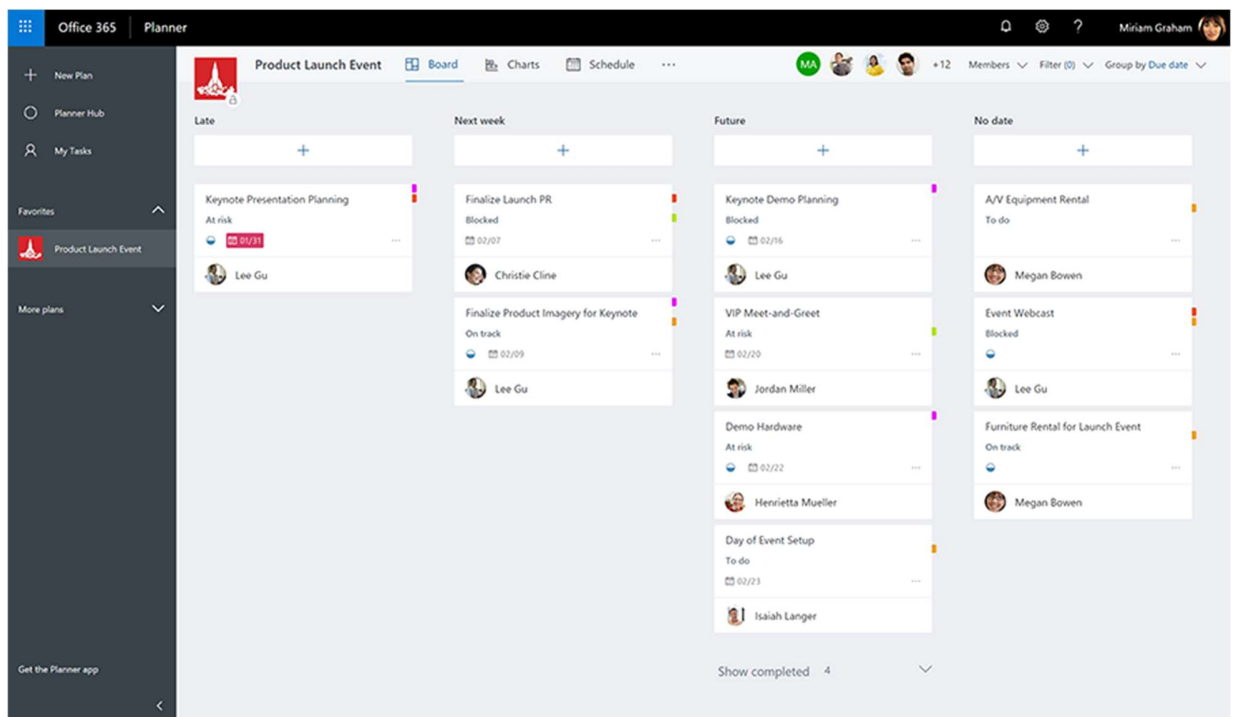 Office 365 Planner
? Miriam Graham
New Plan
Planner Hub
My Tasks
Favorites
Product Launch Event
More plans
Get the Planner app
Product Launch Event Board Charts Schedule ...
MA +12 Members Filter (0) Group by Due date
Late
+
Keynote Presentation Planning
At risk
01/31
Lee Gu
Next week
+
Finalize Launch PR
Blocked
02/07
Christie Cline
Finalize Product Imagery for Keynote
On track
02/09
Lee Gu
Future
+
Keynote Demo Planning
Blocked
02/16
Lee Gu
VIP Meet-and-Greet
At risk
02/20
Jordan Miller
Demo Hardware
At risk
02/22
Henrietta Mueller
Day of Event Setup
To do
02/23
Isaiah Langer
Show completed 4
No date
+
A/V Equipment Rental
To do
Megan Bowen
Event Webcast
Blocked
Lee Gu
Furniture Rental for Launch Event
On track
Megan Bowen